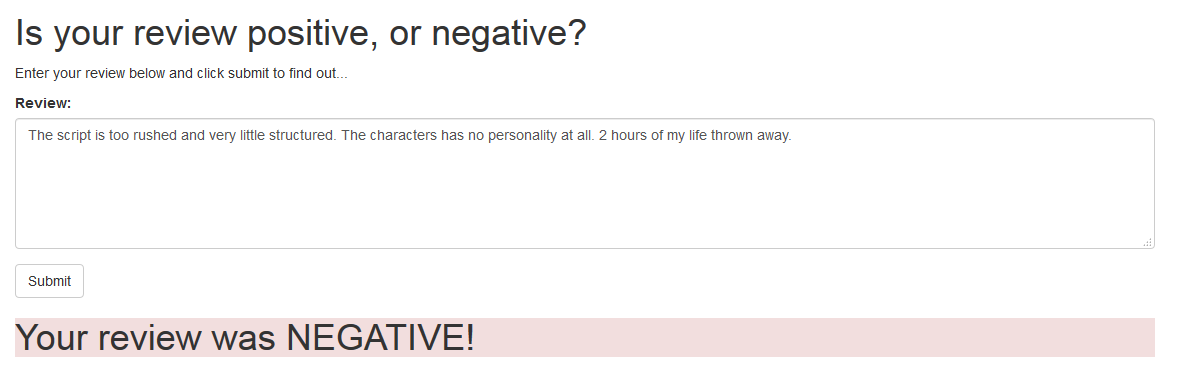 Is your review positive, or negative?
Enter your review below and click submit to find out...
Review:
The script is too rushed and very little structured. The characters has no personality at all. 2 hours of my life thrown away.
Submit
Your review was NEGATIVE!